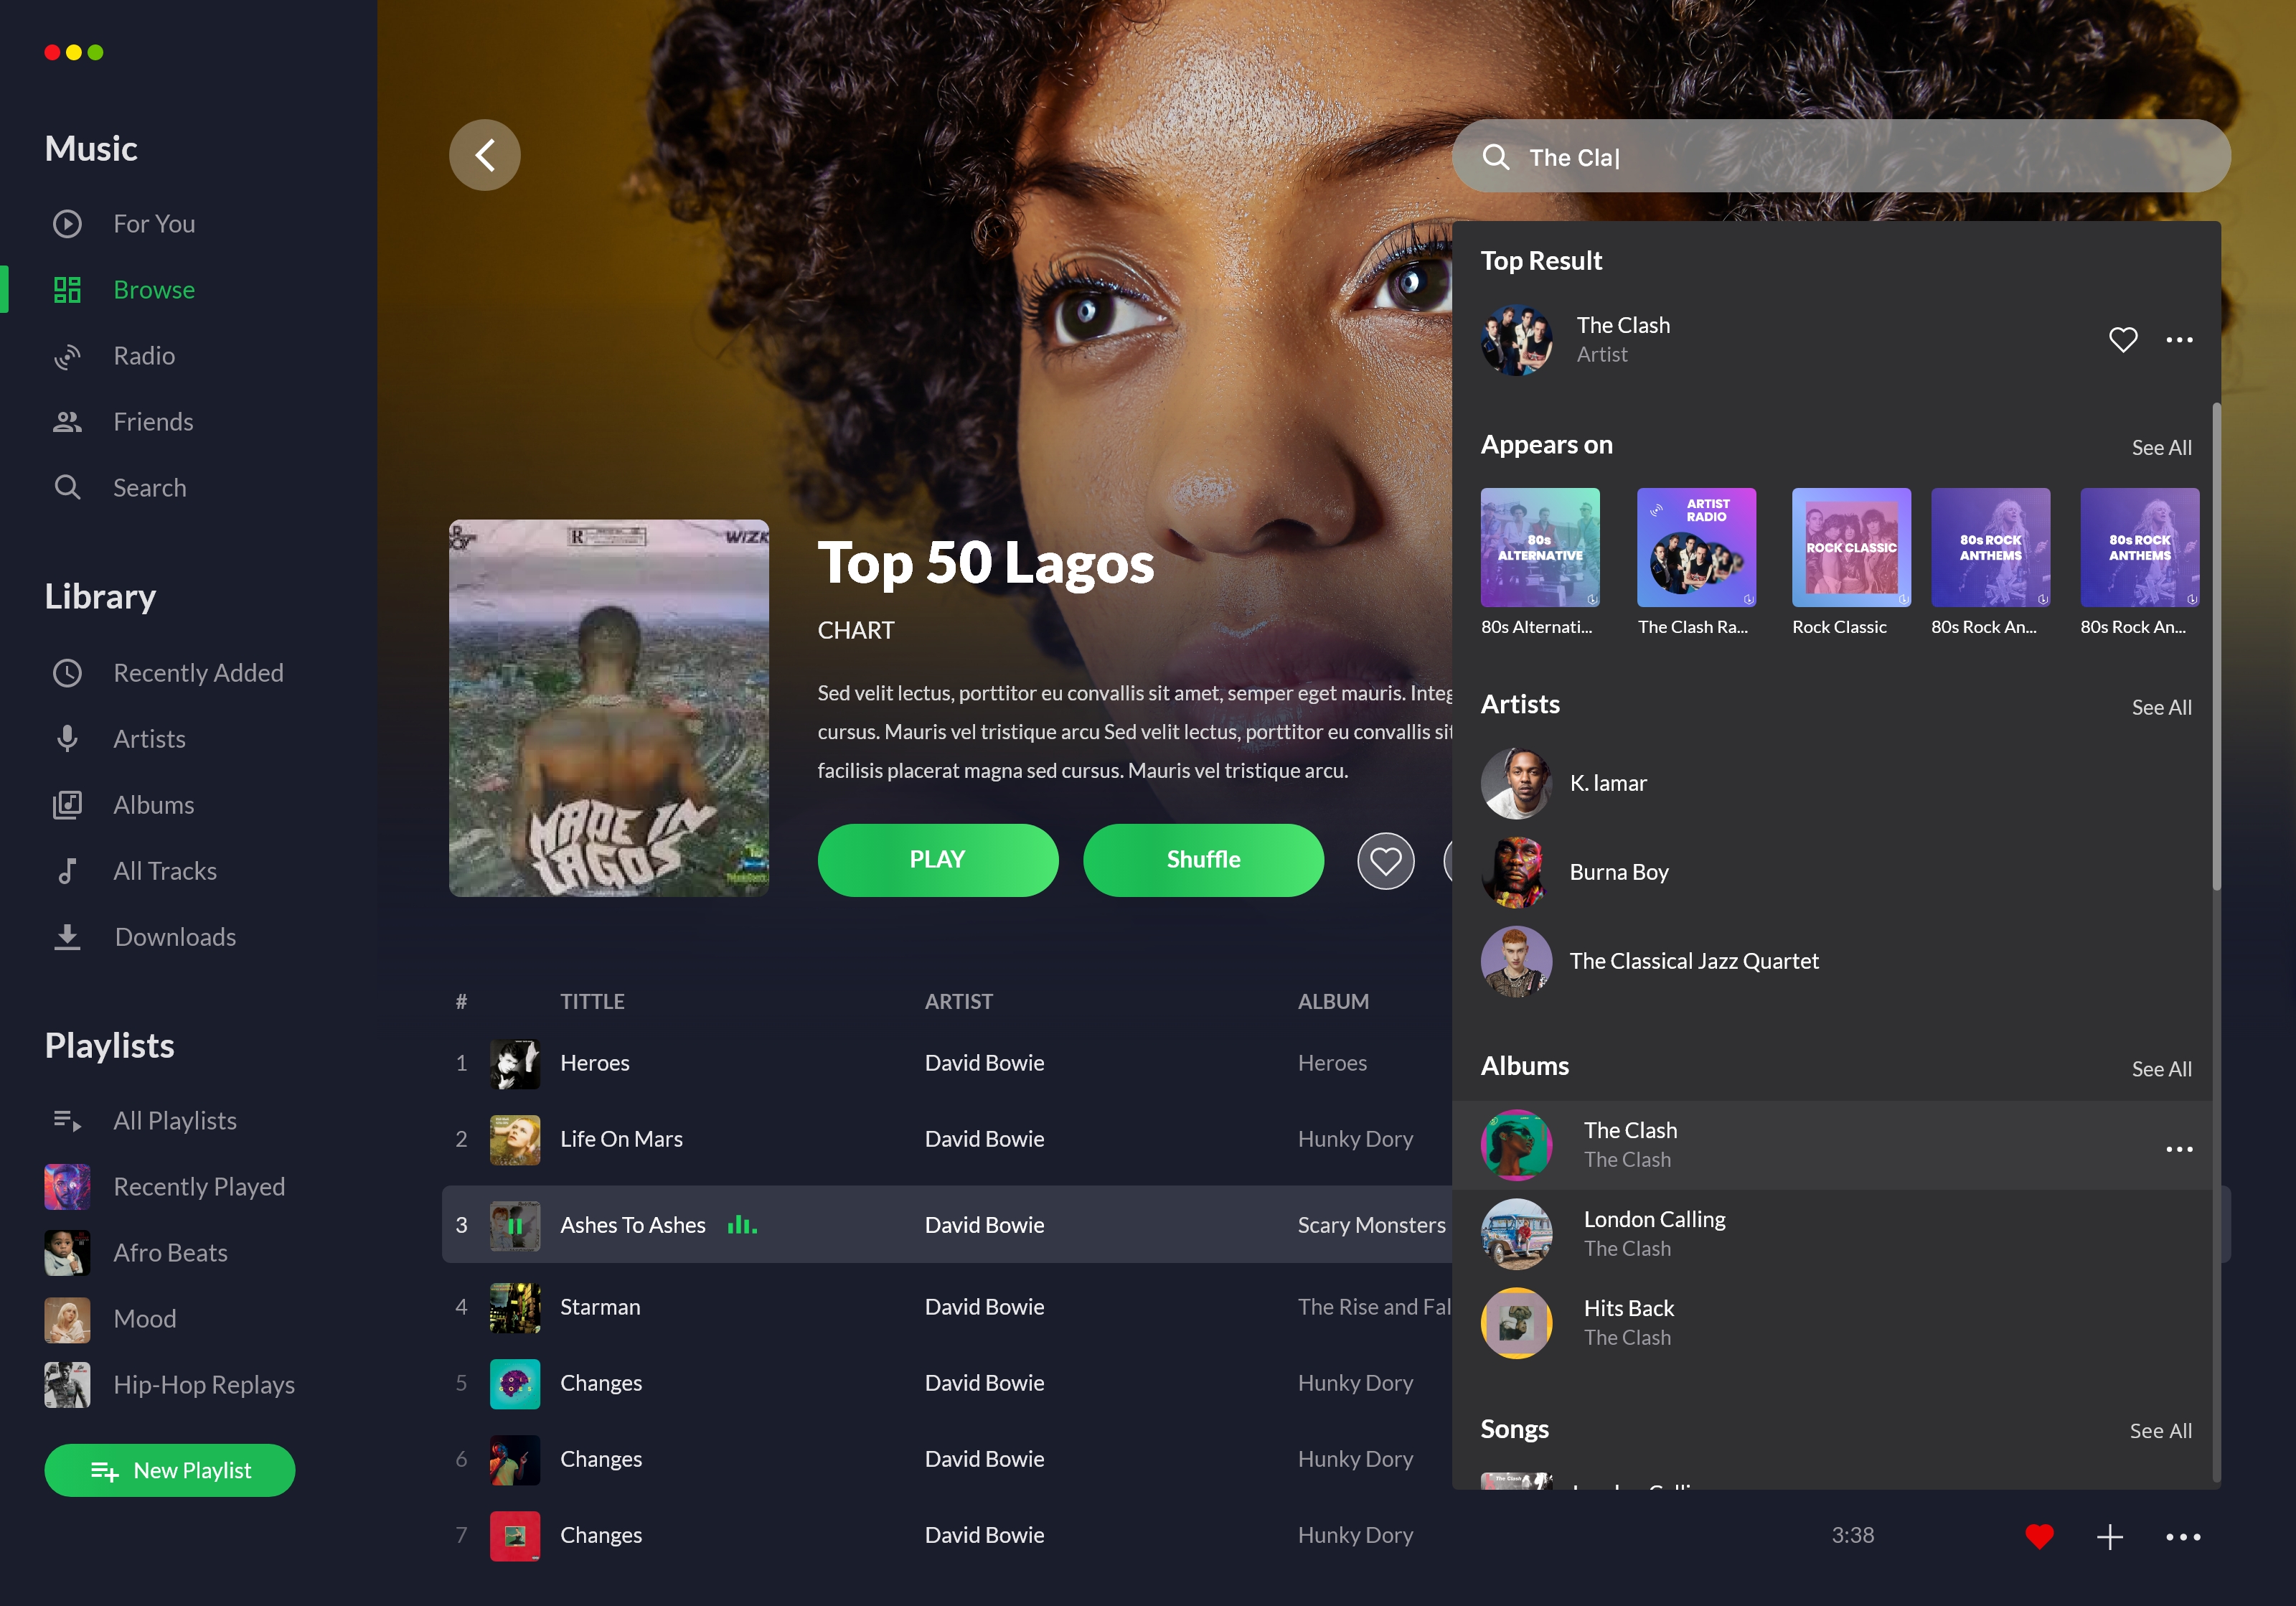 Music
For You
Browse
Radio
Friends
Search
Library
Recently Added
Artists
Albums
All Tracks
Downloads
Playlists
All Playlists
Recently Played
Afro Beats
Mood
Hip-Hop Replays
New Playlist
R
WIZK
MADE IN
LAGOS
Top 50 Lagos
CHART
Sed velit lectus, porttitor eu convallis sit amet, semper eget mauris. Integ
cursus. Mauris vel tristique arcu Sed velit lectus, porttitor eu convallis sit
facilisis placerat magna sed cursus. Mauris vel tristique arcu.
PLAY Shuffle
# TITTLE ARTIST ALBUM
1 Heroes David Bowie Heroes
2 Life On Mars David Bowie Hunky Dory
3 Ashes To Ashes David Bowie Scary Monsters
4 Starman David Bowie The Rise and Fal
5 Changes David Bowie Hunky Dory
6 Changes David Bowie Hunky Dory
7 Changes David Bowie Hunky Dory 3:38
The Cla
Top Result
The Clash
Artist
Appears on See All
80s
ALTERNATIVE
ARTIST
RADIO
ROCK CLASSIC
80s ROCK
ANTHEMS
80s ROCK
ANTHEMS
80s Alternati... The Clash Ra... Rock Classic 80s Rock An... 80s Rock An...
Artists See All
K. lamar
Burna Boy
The Classical Jazz Quartet
Albums See All
The Clash
The Clash
London Calling
The Clash
Hits Back
The Clash
Songs See All
The Clash